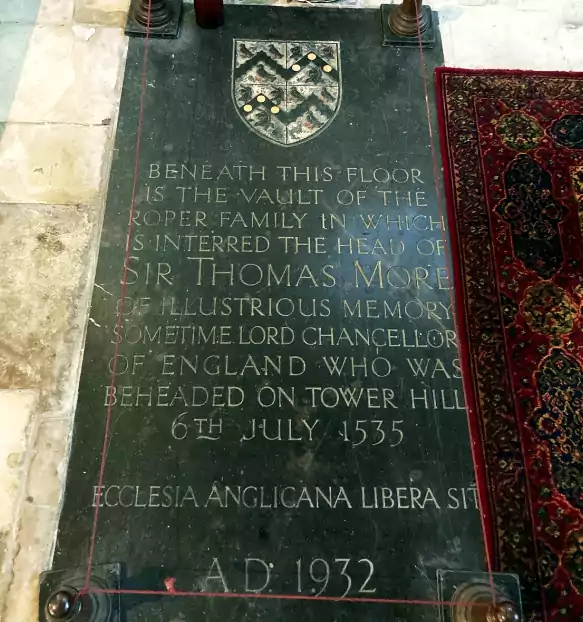 BENEATH THIS FLOOR
IS THE VAULT OF THE
ROPER FAMILY IN WHICH
IS INTERRED THE HEAD OF
SIR THOMAS MORE
OF ILLUSTRIOUS MEMORY
SOMETIME LORD CHANCELLOR
OF ENGLAND WHO WAS
BEHEADED ON TOWER HILL
6TH JULY 1535
ECCLESIA ANGLICANA LIBERA SIT
A.D. 1932